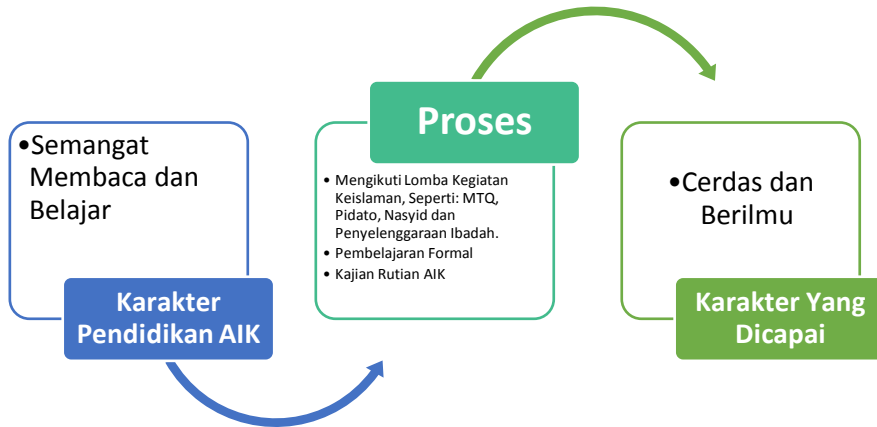 •Semangat
Membaca dan
Belajar
Karakter
Pendidikan AIK
Proses
• Mengikuti Lomba Kegiatan
Keislaman, Seperti: MTQ,
Pidato, Nasyid dan
Penyelenggaraan Ibadah.
• Pembelajaran Formal
• Kajian Rutian AIK
•Cerdas dan
Berilmu
Karakter Yang
Dicapai